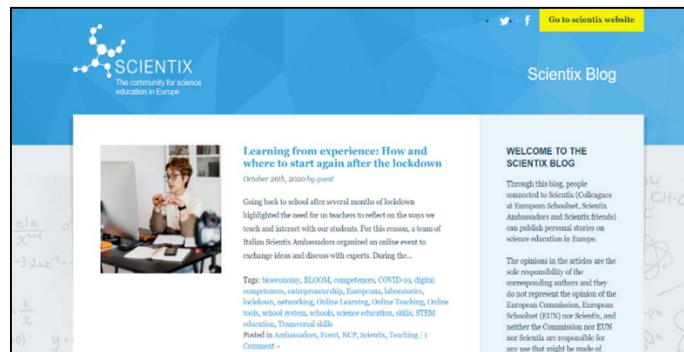 Go to scientix website
SCIENTIX
The community for science
education in Europe
Scientix Blog
Learning from experience: How and
where to start again after the lockdown
October 26th, 2020 by guest
Going back to school after several months of lockdown
highlighted the need for us teachers to reflect on the ways we
teach and interact with our students. For this reason, a team of
Italian Scientix Ambassadors organized an online event to
exchange ideas and discuss with experts. During the...
Tags: bioeconomy, BLOOM, competences, COVID-19, digital
competences, entrepreneurship, Europeana, laboratories,
lockdown, networking, Online Learning, Online Teaching, Online
tools, school system, schools, science education, skills, STEM
education, Transversal skills
Posted in Ambassadors, Event, NCP, Scientix, Teaching | 1
Comment »
WELCOME TO THE
SCIENTIX BLOG
Through this blog, people
connected to Scientix (Colleagues
at European Schoolnet, Scientix
Ambassadors and Scientix friends)
can publish personal stories on
science education in Europe.
The opinions in the articles are the
sole responsibility of the
corresponding authors and they
do not represent the opinion of the
European Commission, European
Schoolnet (EUN) nor Scientix, and
neither the Commission nor EUN
nor Scientix are responsible for
any use that might be made of